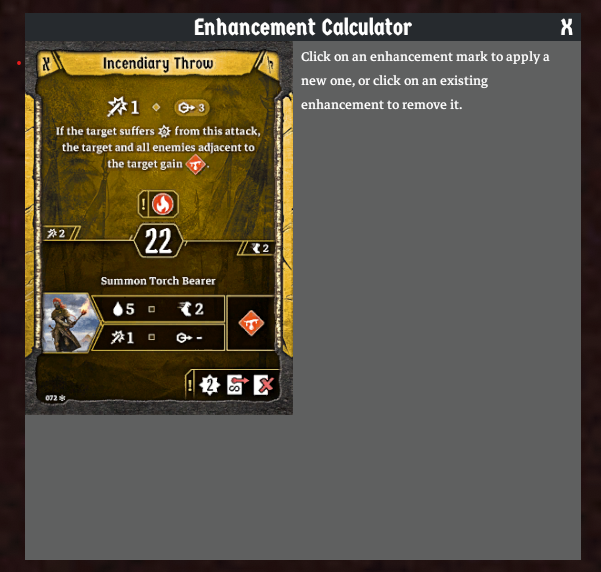 Enhancement Calculator
X
X
Incendiary Throw
1
3
Click on an enhancement mark to apply a
new one, or click on an existing
enhancement to remove it.
If the target suffers from this attack,
the target and all enemies adjacent to
the target gain .
!
2
22
2
Summon Torch Bearer
5
2
1
-
!
2
072